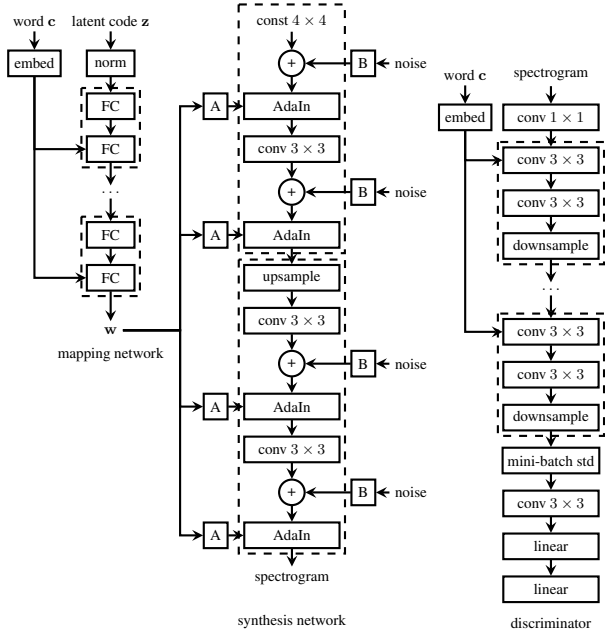 word c
latent code z
embed
norm
FC
FC
...
FC
FC
w
mapping network
const 4 × 4
+
B
noise
A
AdaIn
conv 3 × 3
+
B
noise
A
AdaIn
upsample
conv 3 × 3
+
B
noise
A
AdaIn
conv 3 × 3
+
B
noise
A
AdaIn
spectrogram
synthesis network
word c
spectrogram
embed
conv 1 × 1
conv 3 × 3
conv 3 × 3
downsample
...
conv 3 × 3
conv 3 × 3
downsample
mini-batch std
conv 3 × 3
linear
linear
discriminator